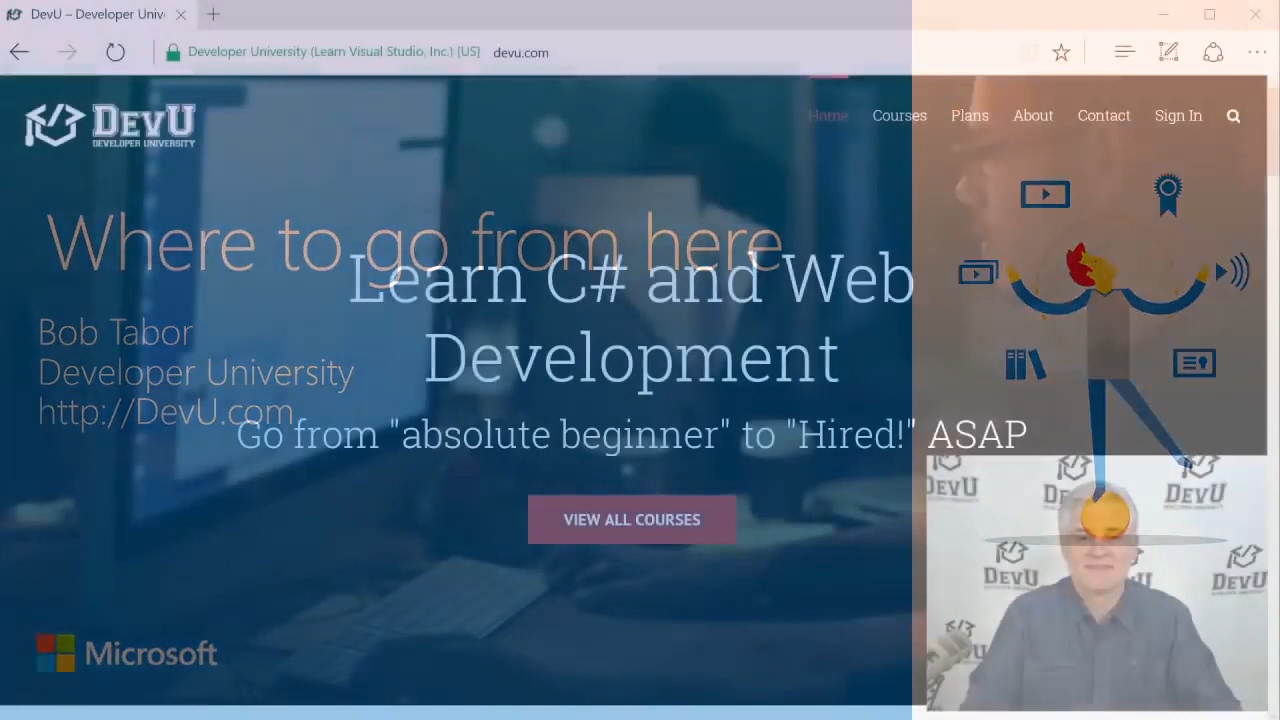 DevU – Developer Univ
Developer University (Learn Visual Studio, Inc.) [US] devu.com
DEVU
DEVELOPER UNIVERSITY
Home Courses Plans About Contact Sign In
Where to go from here
Learn C# and Web
Development
Bob Tabor
Developer University
http://DevU.com
Go from "absolute beginner" to "Hired!" ASAP
VIEW ALL COURSES
Microsoft
DEVU
DEVU
DEVU
DEVU